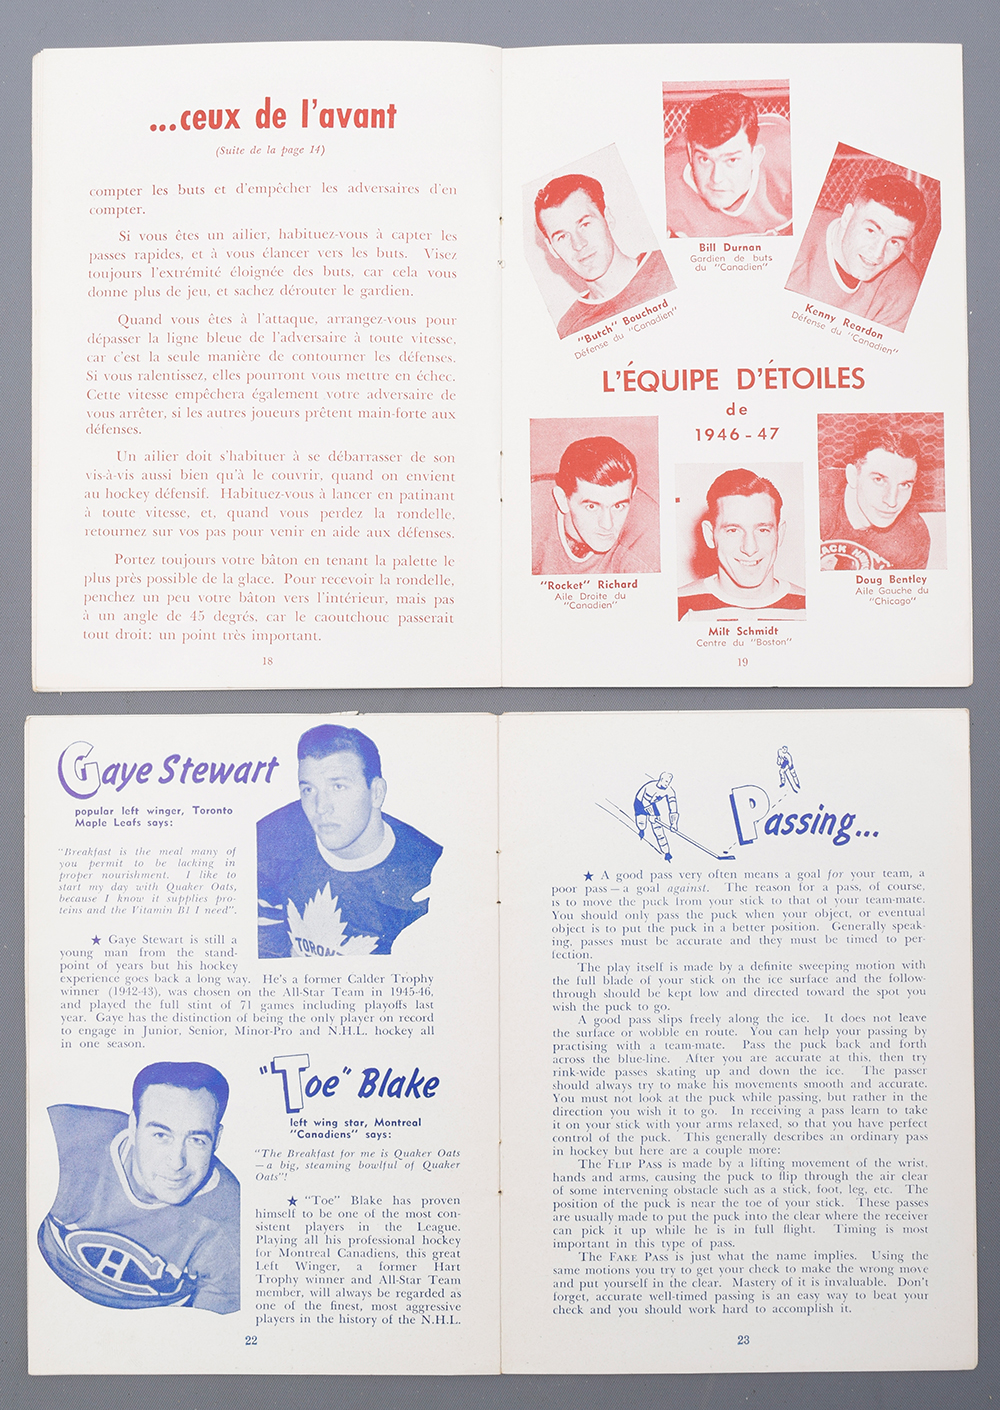 ...ceux de l'avant
(Suite de la page 14)
compter les buts et d'empêcher les adversaires d'en
compter.
Si vous êtes un ailier, habituez-vous à capter les
passes rapides, et à vous élancer vers les buts. Visez
toujours l'extrémité éloignée des buts, car cela vous
donne plus de jeu, et sachez dérouter le gardien.
Quand vous êtes à l'attaque, arrangez-vous pour
dépasser la ligne bleue de l'adversaire à toute vitesse,
car c'est la seule manière de contourner les défenses.
Si vous ralentissez, elles pourront vous mettre en échec.
Cette vitesse empêchera également votre adversaire de
vous arrêter, si les autres joueurs prêtent main-forte aux
défenses.
Un ailier doit s'habituer à se débarrasser de son
vis-à-vis aussi bien qu'à le couvrir, quand on envient
au hockey défensif. Habituez-vous à lancer en patinant
à toute vitesse, et, quand vous perdez la rondelle,
retournez sur vos pas pour venir en aide aux défenses.
Portez toujours votre bâton en tenant la palette le
plus près possible de la glace. Pour recevoir la rondelle,
penchez un peu votre bâton vers l'intérieur, mais pas
à un angle de 45 degrés, car le caoutchouc passerait
tout droit: un point très important.
18
Bill Durnan
Gardien de buts
du "Canadien"
"Butch" Bouchard
Défense du "Canadien"
Kenny Reardon
Défense du "Canadien"
L'ÉQUIPE D'ÉTOILES
de
1946-47
"Rocket" Richard
Aile Droite du
"Canadien"
Milt Schmidt
Centre du "Boston"
Doug Bentley
Aile Gauche du
"Chicago"
19
Gaye Stewart
popular left winger, Toronto
Maple Leafs says:
"Breakfast is the meal many of
you permit to be lacking in
proper nourishment. I like to
start my day with Quaker Oats,
because I know it supplies pro-
teins and the Vitamin B1 I need".
TORON
★ Gaye Stewart is still a
young man from the stand-
point of years but his hockey
experience goes back a long way. He's a former Calder Trophy
winner (1942-43), was chosen on the All-Star Team in 1945-46,
and played the full stint of 71 games including playoffs last
year. Gaye has the distinction of being the only player on record
to engage in Junior, Senior, Minor-Pro and N.H.L. hockey all
in one season.
"Toe" Blake
left wing star, Montreal
"Canadiens" says:
"The Breakfast for me is Quaker Oats
—a big, steaming bowlful of Quaker
Oats"!
★ "Toe" Blake has proven
himself to be one of the most con-
sistent players in the League.
Playing all his professional hockey
for Montreal Canadiens, this great
Left Winger, a former Hart
Trophy winner and All-Star Team
member, will always be regarded as
one of the finest, most aggressive
players in the history of the N.H.L.
22
Passing...
★ A good pass very often means a goal for your team, a
poor pass—a goal against. The reason for a pass, of course,
is to move the puck from your stick to that of your team-mate.
You should only pass the puck when your object, or eventual
object is to put the puck in a better position. Generally speak-
ing, passes must be accurate and they must be timed to per-
fection.
The play itself is made by a definite sweeping motion with
the full blade of your stick on the ice surface and the follow-
through should be kept low and directed toward the spot you
wish the puck to go.
A good pass slips freely along the ice. It does not leave
the surface or wobble en route. You can help your passing by
practising with a team-mate. Pass the puck back and forth
across the blue-line. After you are accurate at this, then try
rink-wide passes skating up and down the ice. The passer
should always try to make his movements smooth and accurate.
You must not look at the puck while passing, but rather in the
direction you wish it to go. In receiving a pass learn to take
it on your stick with your arms relaxed, so that you have perfect
control of the puck. This generally describes an ordinary pass
in hockey but here are a couple more:
The FLIP PASS is made by a lifting movement of the wrist,
hands and arms, causing the puck to flip through the air clear
of some intervening obstacle such as a stick, foot, leg, etc. The
position of the puck is near the toe of your stick. These passes
are usually made to put the puck into the clear where the receiver
can pick it up while he is in full flight. Timing is most
important in this type of pass.
The FAKE PASS is just what the name implies. Using the
same motions you try to get your check to make the wrong move
and put yourself in the clear. Mastery of it is invaluable. Don't
forget, accurate well-timed passing is an easy way to beat your
check and you should work hard to accomplish it.
23